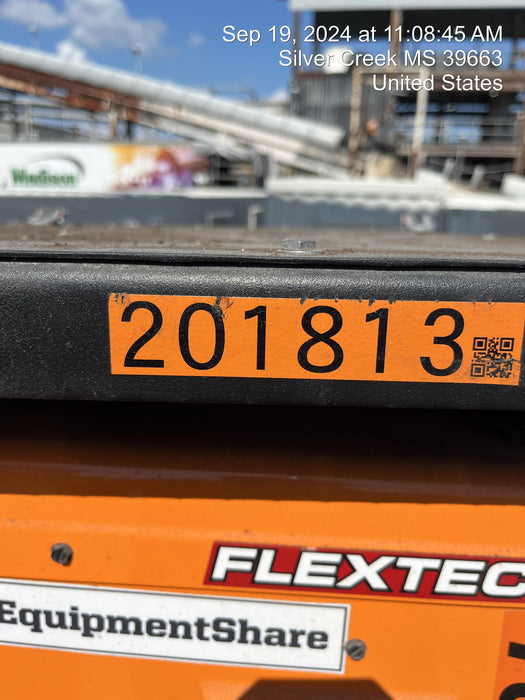 Sep 19, 2024 at 11:08:45 AM
Silver Creek MS 39663
United States
201813
FLEXTEC
EquipmentShare